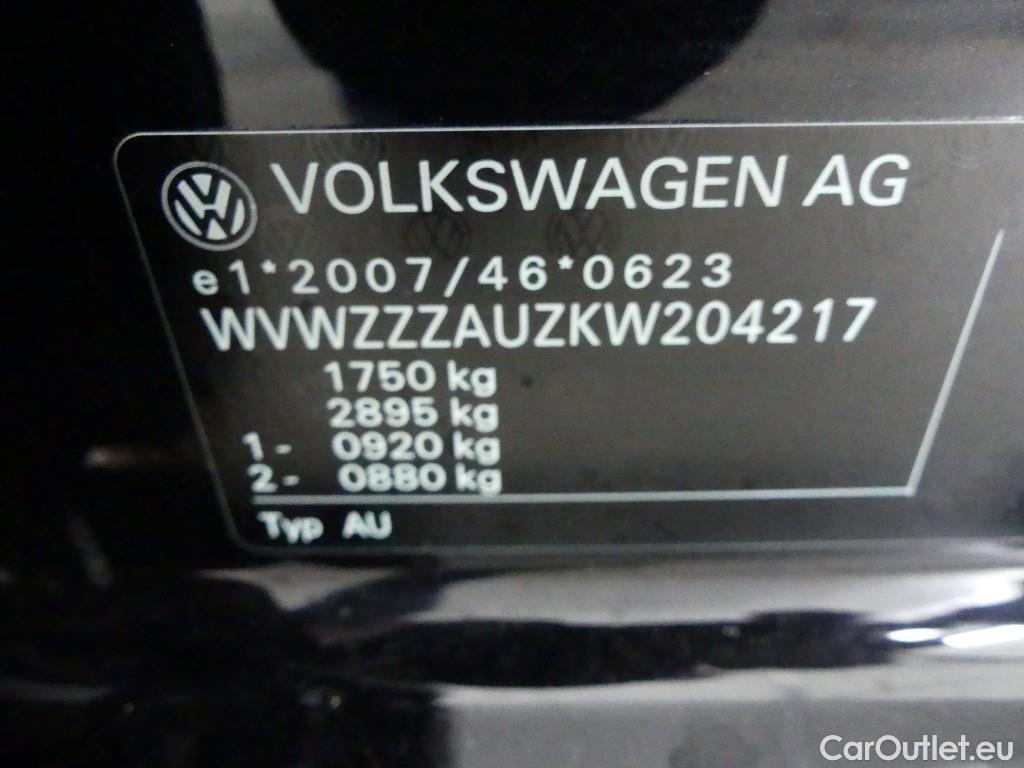 VOLKSWAGEN AG
e1*2007/46*0623
WVWZZZAUZKW204217
1750 kg
2895 kg
1- 0920 kg
2- 0880 kg
Typ AU
CarOutlet.eu